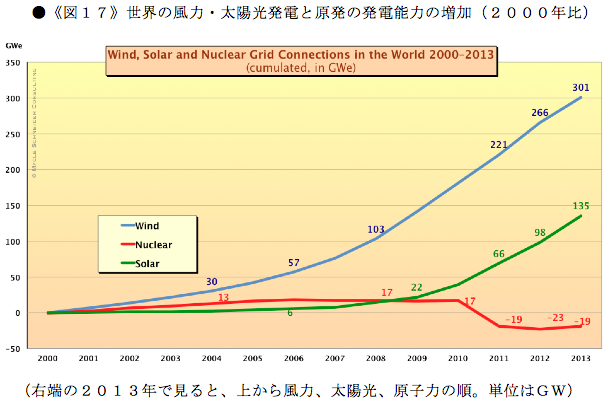 ●《図１７》世界の風力・太陽光発電と原発の発電能力の増加（２０００年比）
GWe
Wind, Solar and Nuclear Grid Connections in the World 2000-2013
(cumulated, in GWe)
350
300
250
200
150
100
50
0
-50
© Mycle Schneider Consulting
Wind
Nuclear
Solar
30
57
103
221
266
301
13
17
17
-19
-23
-19
6
22
66
98
135
2000 2001 2002 2003 2004 2005 2006 2007 2008 2009 2010 2011 2012 2013
（右端の２０１３年で見ると、上から風力、太陽光、原子力の順。単位はＧＷ）